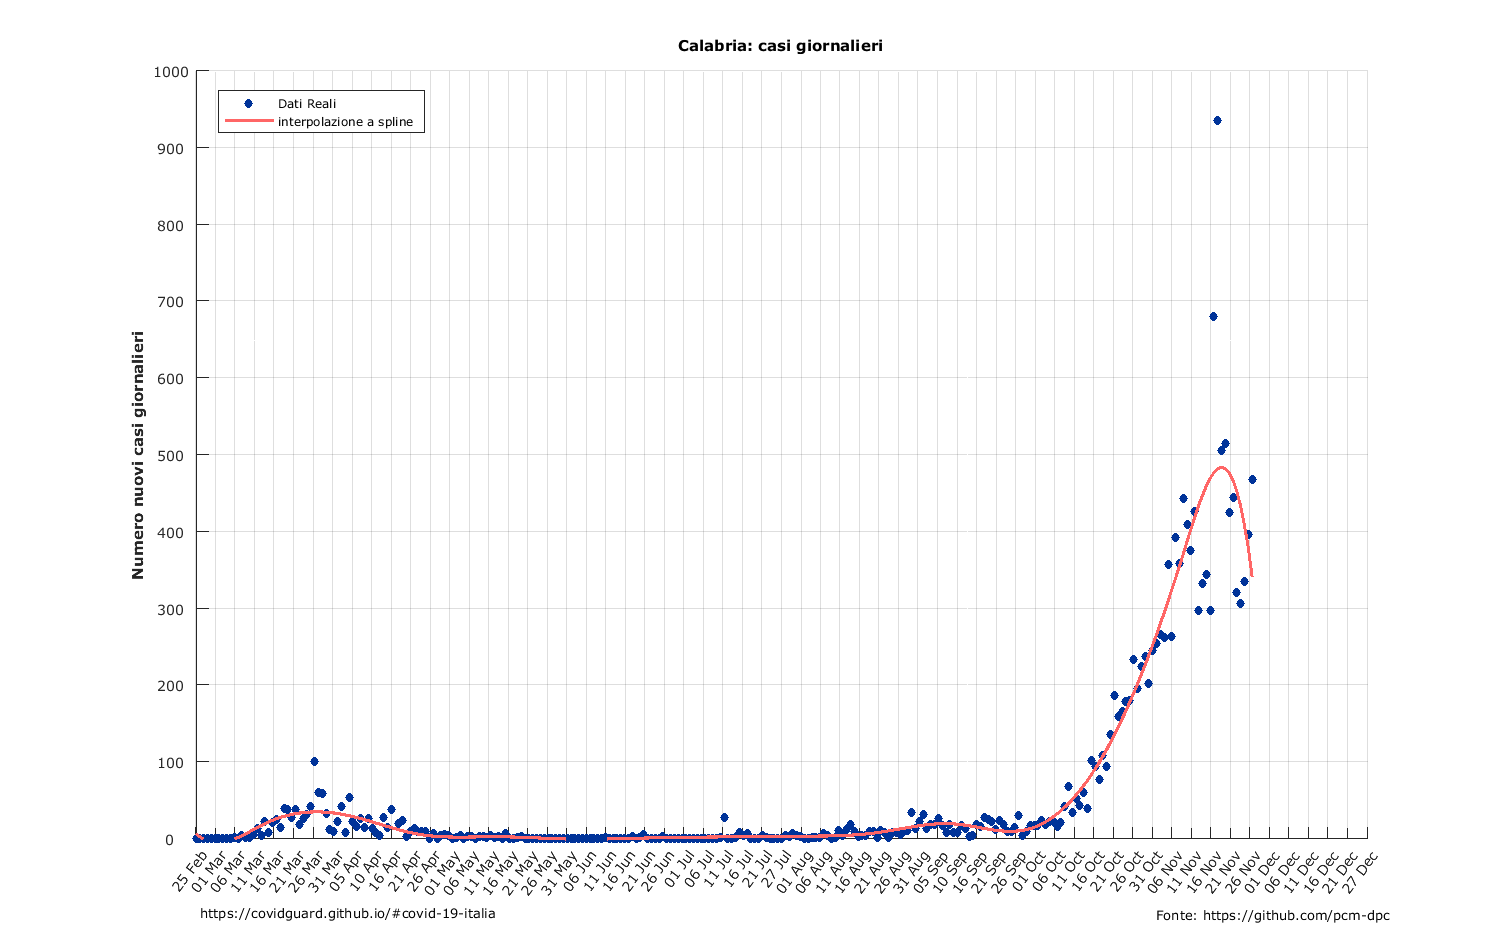 Calabria: casi giornalieri
Dati Reali
interpolazione a spline
Numero nuovi casi giornalieri
1000
900
800
700
600
500
400
300
200
100
0
25 Feb
01 Mar
06 Mar
11 Mar
16 Mar
21 Mar
26 Mar
31 Mar
05 Apr
10 Apr
16 Apr
21 Apr
26 Apr
01 May
06 May
11 May
16 May
21 May
26 May
31 May
06 Jun
11 Jun
16 Jun
21 Jun
26 Jun
01 Jul
06 Jul
11 Jul
16 Jul
21 Jul
27 Jul
01 Aug
06 Aug
11 Aug
16 Aug
21 Aug
26 Aug
31 Aug
05 Sep
10 Sep
16 Sep
21 Sep
26 Sep
01 Oct
06 Oct
11 Oct
16 Oct
21 Oct
26 Oct
31 Oct
06 Nov
11 Nov
16 Nov
21 Nov
26 Nov
01 Dec
06 Dec
11 Dec
16 Dec
21 Dec
27 Dec
https://covidguard.github.io/#covid-19-italia
Fonte: https://github.com/pcm-dpc